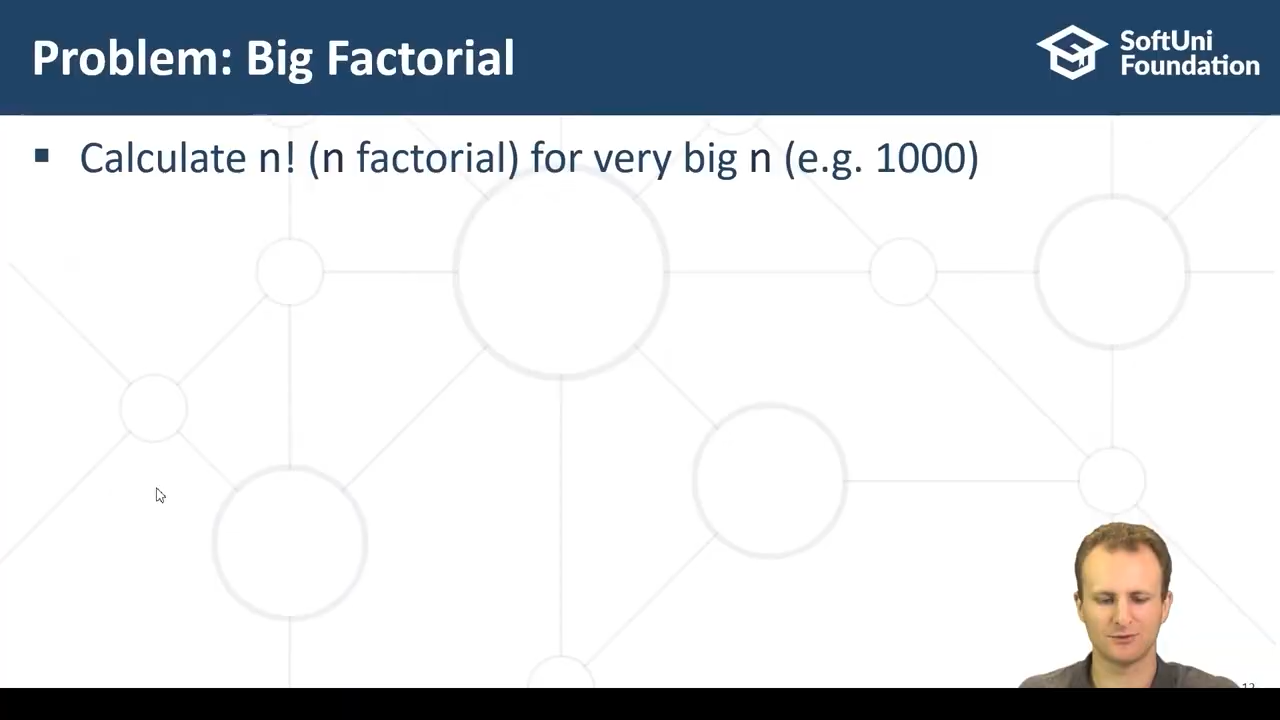 Problem: Big Factorial
SoftUni
Foundation
▪ Calculate n! (n factorial) for very big n (e.g. 1000)